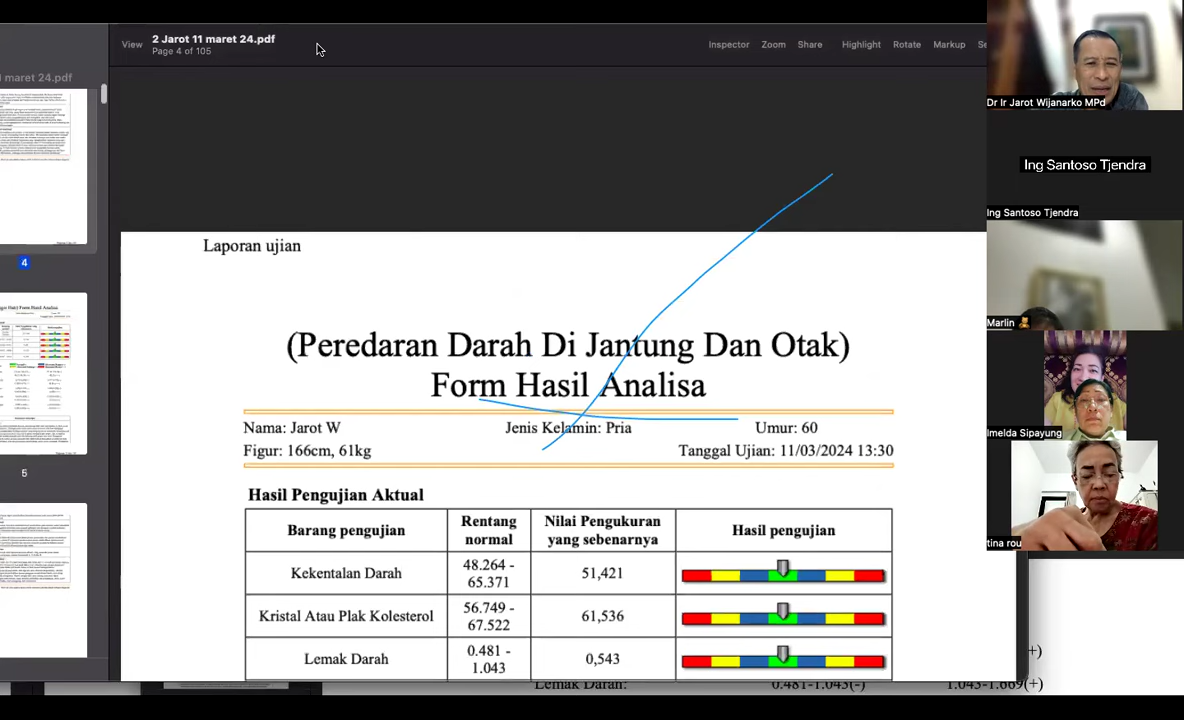 View
2 Jarot 11 maret 24.pdf
Page 4 of 105
Inspector Zoom Share Highlight Rotate Markup
maret 24.pdf
4
5
Laporan ujian
(Peredaran Darah Di Jantung Dan Otak)
Form Hasil Analisa
Nama: Jarot W Jenis Kelamin: Pria Umur: 60
Figur: 166cm, 61kg Tanggal Ujian: 11/03/2024 13:30
Hasil Pengujian Aktual
Barang pengujian Rentang normal Nilai Pengukuran yang sebenarnya Hasil pengujian
Kekentalan Darah 48.264 - 65.371 51,421
Kristal Atau Plak Kolesterol 56.749 - 67.522 61,536
Lemak Darah 0.481 - 1.043 0,543
Lemak Darah: 0.481-1.043(-) 1.043-1.669(+)
Dr Ir Jarot Wijanarko MPd
Ing Santoso Tjendra
Ing Santoso Tjendra
Marlin
Imelda Sipayung
tina rou